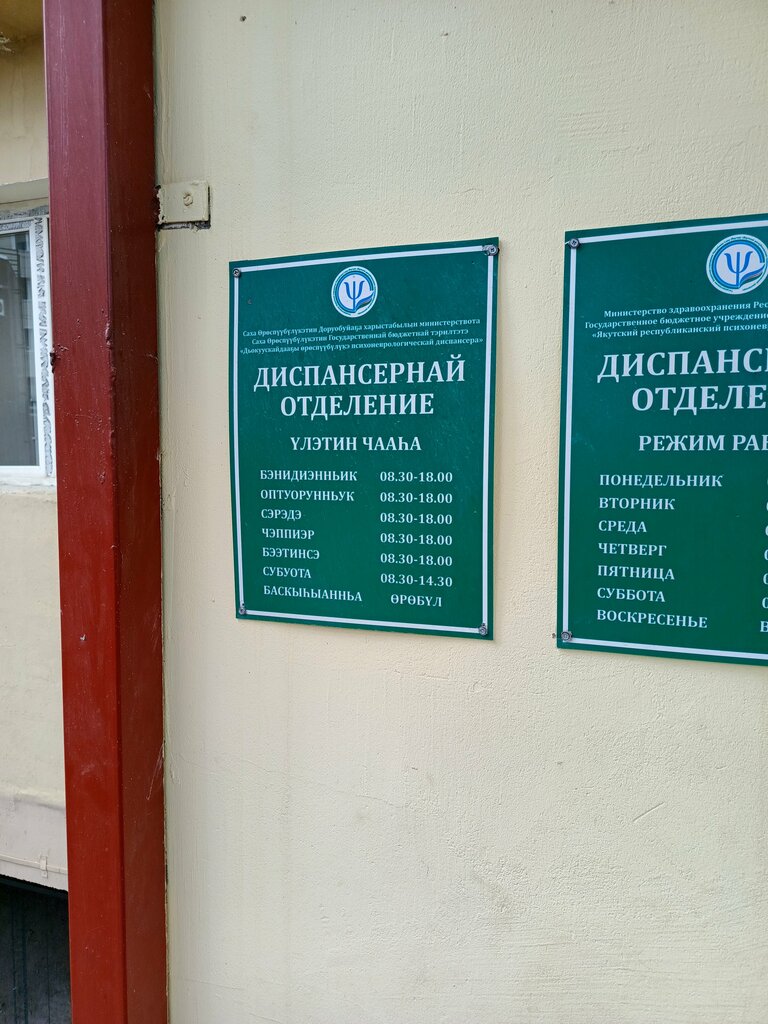 Саха Өрөспүүбүлүкэтин Доруобуйаҕа харыстабылын министиэристибэтэ
Саха Өрөспүүбүлүкэтин Государственнай бюджетнай тэрилтэтэ
«Дьокуускайдааҕы өрөспүүбүлүкэ психоневрологическай диспансера»
ДИСПАНСЕРНАЙ
ОТДЕЛЕНИЕ
ҮЛЭТИН ЧААҺА
БЭНИДИЭННЬИК 08.30-18.00
ОПТУОРУННЬУК 08.30-18.00
СЭРЭДЭ 08.30-18.00
ЧЭППИЭР 08.30-18.00
БЭЭТИНСЭ 08.30-18.00
СУБУОТА 08.30-14.30
БАСКЫҺЫАННЬА ӨРӨБҮЛ
Министерство здравоохранения Рес
Государственное бюджетное учреждение
«Якутский республиканский психонев
ДИСПАНС
ОТДЕЛЕ
РЕЖИМ РАБ
ПОНЕДЕЛЬНИК
ВТОРНИК
СРЕДА
ЧЕТВЕРГ
ПЯТНИЦА
СУББОТА
ВОСКРЕСЕНЬЕ В